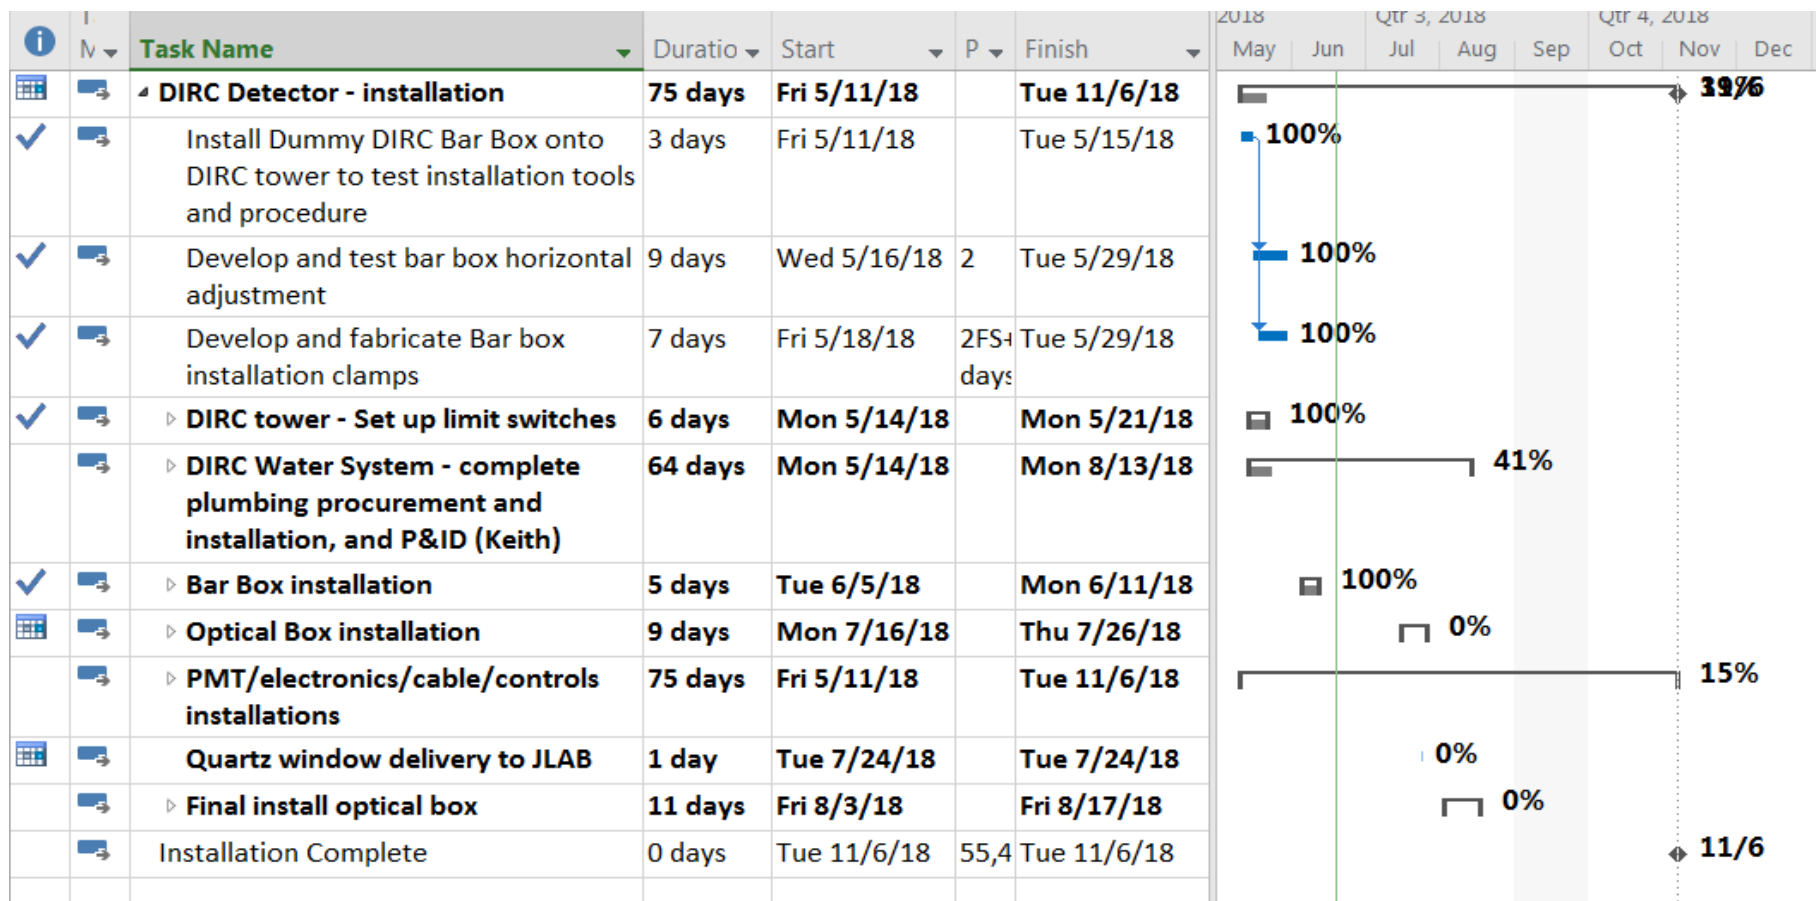 2018 Qtr 3, 2018 Qtr 4, 2018
M Task Name Duratio Start P Finish May Jun Jul Aug Sep Oct Nov Dec
DIRC Detector - installation 75 days Fri 5/11/18 Tue 11/6/18
Install Dummy DIRC Bar Box onto 3 days Fri 5/11/18 Tue 5/15/18 100%
DIRC tower to test installation tools
and procedure
Develop and test bar box horizontal 9 days Wed 5/16/18 2 Tue 5/29/18 100%
adjustment
Develop and fabricate Bar box 7 days Fri 5/18/18 2FS+ Tue 5/29/18 100%
installation clamps days
DIRC tower - Set up limit switches 6 days Mon 5/14/18 Mon 5/21/18 100%
DIRC Water System - complete 64 days Mon 5/14/18 Mon 8/13/18 41%
plumbing procurement and
installation, and P&ID (Keith)
Bar Box installation 5 days Tue 6/5/18 Mon 6/11/18 100%
Optical Box installation 9 days Mon 7/16/18 Thu 7/26/18 0%
PMT/electronics/cable/controls 75 days Fri 5/11/18 Tue 11/6/18 15%
installations
Quartz window delivery to JLAB 1 day Tue 7/24/18 Tue 7/24/18 0%
Final install optical box 11 days Fri 8/3/18 Fri 8/17/18 0%
Installation Complete 0 days Tue 11/6/18 55,4 Tue 11/6/18 11/6